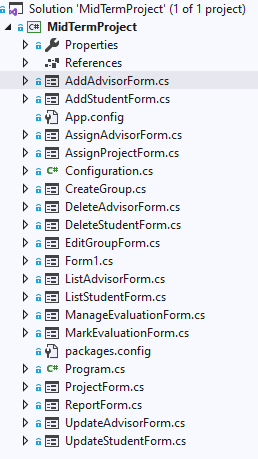 Solution 'MidTermProject' (1 of 1 project)
C# MidTermProject
Properties
References
AddAdvisorForm.cs
AddStudentForm.cs
App.config
AssignAdvisorForm.cs
AssignProjectForm.cs
C# Configuration.cs
CreateGroup.cs
DeleteAdvisorForm.cs
DeleteStudentForm.cs
EditGroupForm.cs
Form1.cs
ListAdvisorForm.cs
ListStudentForm.cs
ManageEvaluationForm.cs
MarkEvaluationForm.cs
packages.config
C# Program.cs
ProjectForm.cs
ReportForm.cs
UpdateAdvisorForm.cs
UpdateStudentForm.cs